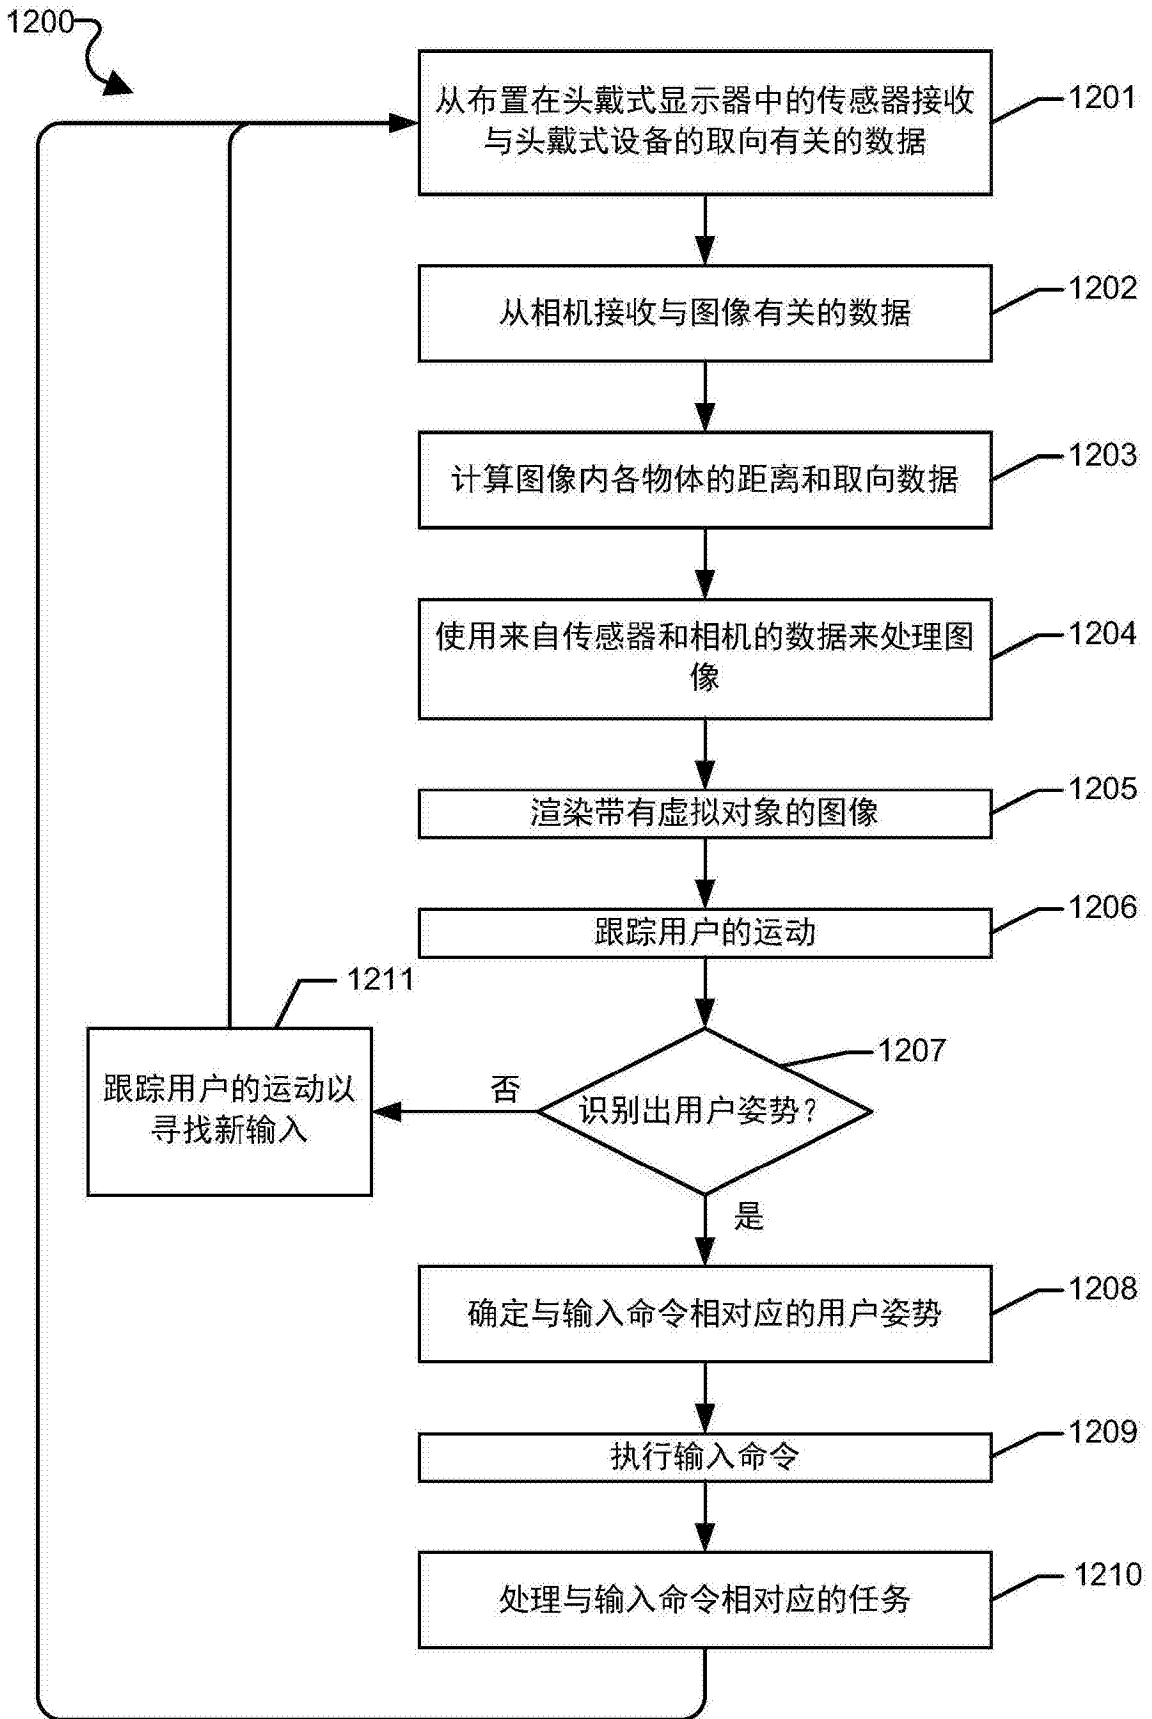 1200
从布置在头戴式显示器中的传感器接收
与头戴式设备的取向有关的数据
1201
从相机接收与图像有关的数据
1202
计算图像内各物体的距离和取向数据
1203
使用来自传感器和相机的数据来处理图
像
1204
渲染带有虚拟对象的图像
1205
跟踪用户的运动
1206
识别出用户姿势?
1207
否
跟踪用户的运动以
寻找新输入
1211
是
确定与输入命令相对应的用户姿势
1208
执行输入命令
1209
处理与输入命令相对应的任务
1210